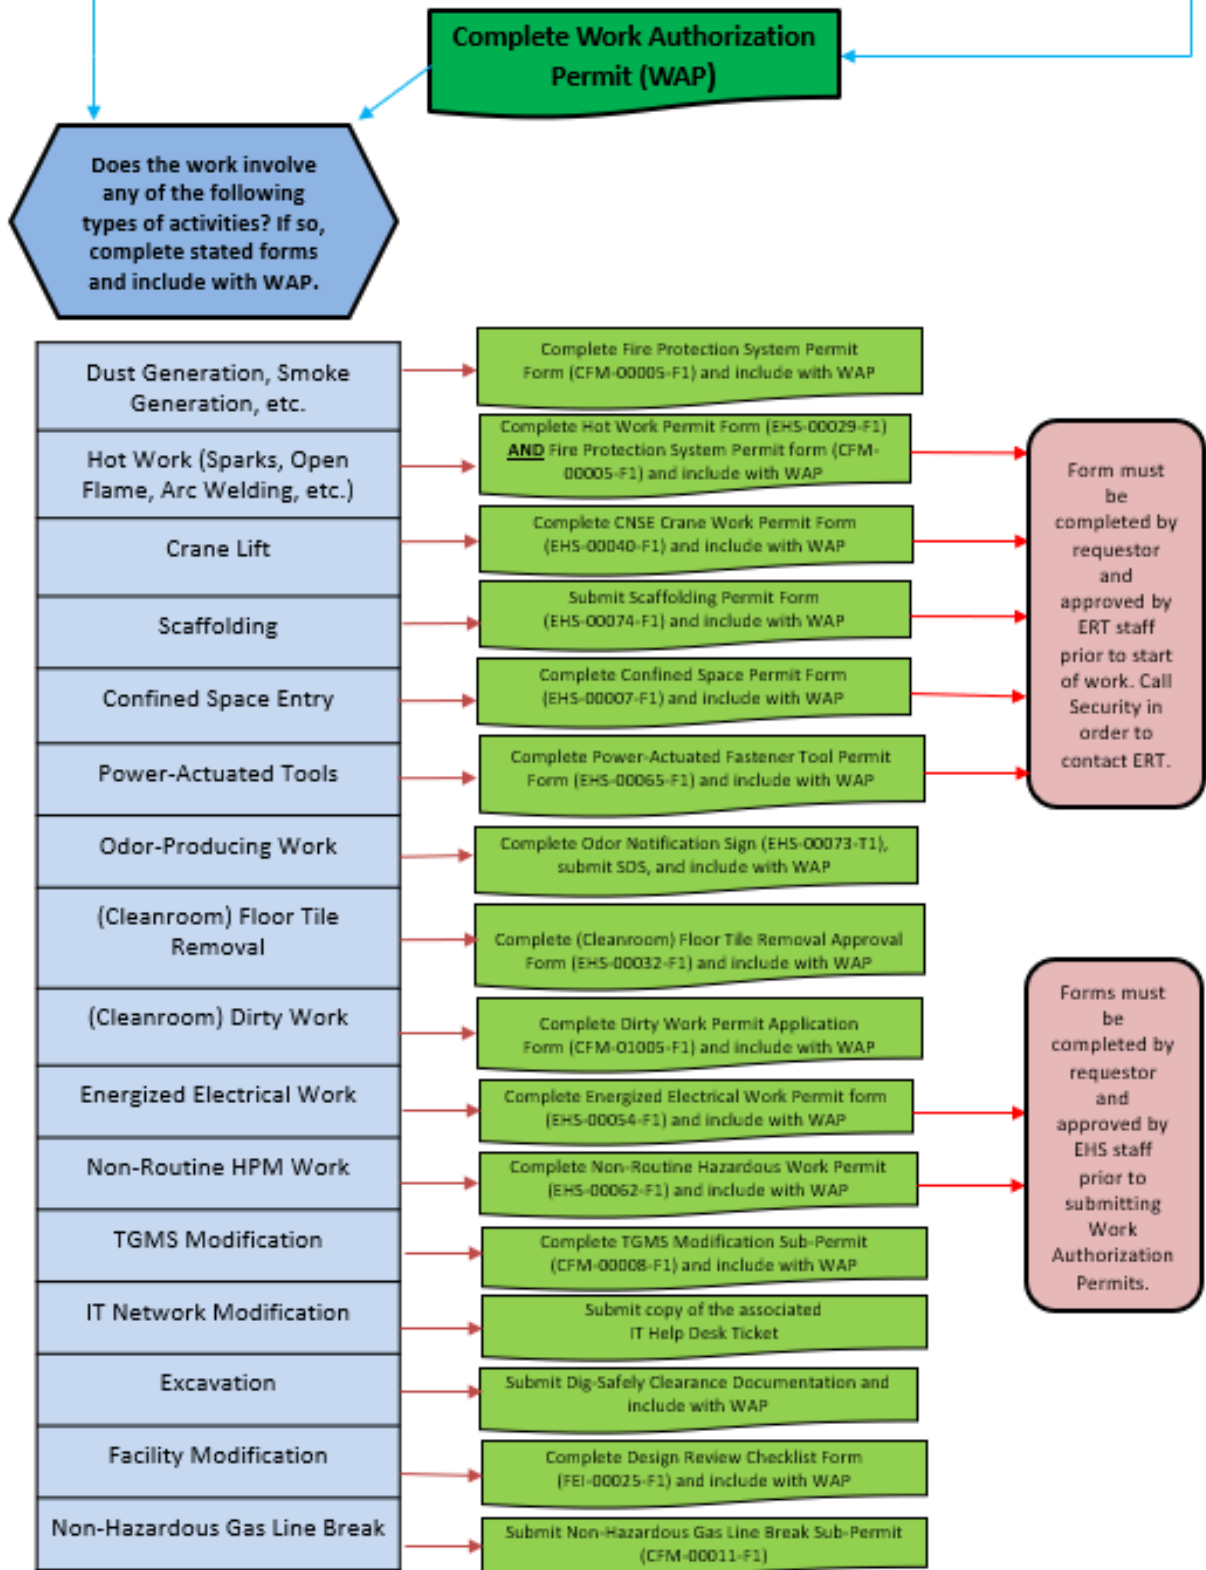 Complete Work Authorization
Permit (WAP)
Does the work involve
any of the following
types of activities? If so,
complete stated forms
and include with WAP.
Dust Generation, Smoke
Generation, etc.
Complete Fire Protection System Permit
Form (CFM-00005-F1) and include with WAP
Hot Work (Sparks, Open
Flame, Arc Welding, etc.)
Complete Hot Work Permit Form (EHS-00029-F1)
AND Fire Protection System Permit form (CFM-
00005-F1) and include with WAP
Crane Lift
Complete CNSE Crane Work Permit Form
(EHS-00040-F1) and include with WAP
Scaffolding
Submit Scaffolding Permit Form
(EHS-00074-F1) and include with WAP
Confined Space Entry
Complete Confined Space Permit Form
(EHS-00007-F1) and include with WAP
Power-Actuated Tools
Complete Power-Actuated Fastener Tool Permit
Form (EHS-00065-F1) and include with WAP
Form must
be
completed by
requestor
and
approved by
ERT staff
prior to start
of work. Call
Security in
order to
contact ERT.
Odor-Producing Work
Complete Odor Notification Sign (EHS-00073-T1),
submit SDS, and include with WAP
(Cleanroom) Floor Tile
Removal
Complete (Cleanroom) Floor Tile Removal Approval
Form (EHS-00032-F1) and include with WAP
(Cleanroom) Dirty Work
Complete Dirty Work Permit Application
Form (CFM-01005-F1) and include with WAP
Energized Electrical Work
Complete Energized Electrical Work Permit form
(EHS-00054-F1) and include with WAP
Non-Routine HPM Work
Complete Non-Routine Hazardous Work Permit
(EHS-00062-F1) and include with WAP
Forms must
be
completed by
requestor
and
approved by
EHS staff
prior to
submitting
Work
Authorization
Permits.
TGMS Modification
Complete TGMS Modification Sub-Permit
(CFM-00008-F1) and include with WAP
IT Network Modification
Submit copy of the associated
IT Help Desk Ticket
Excavation
Submit Dig-Safely Clearance Documentation and
include with WAP
Facility Modification
Complete Design Review Checklist Form
(FEI-00025-F1) and include with WAP
Non-Hazardous Gas Line Break
Submit Non-Hazardous Gas Line Break Sub-Permit
(CFM-00011-F1)